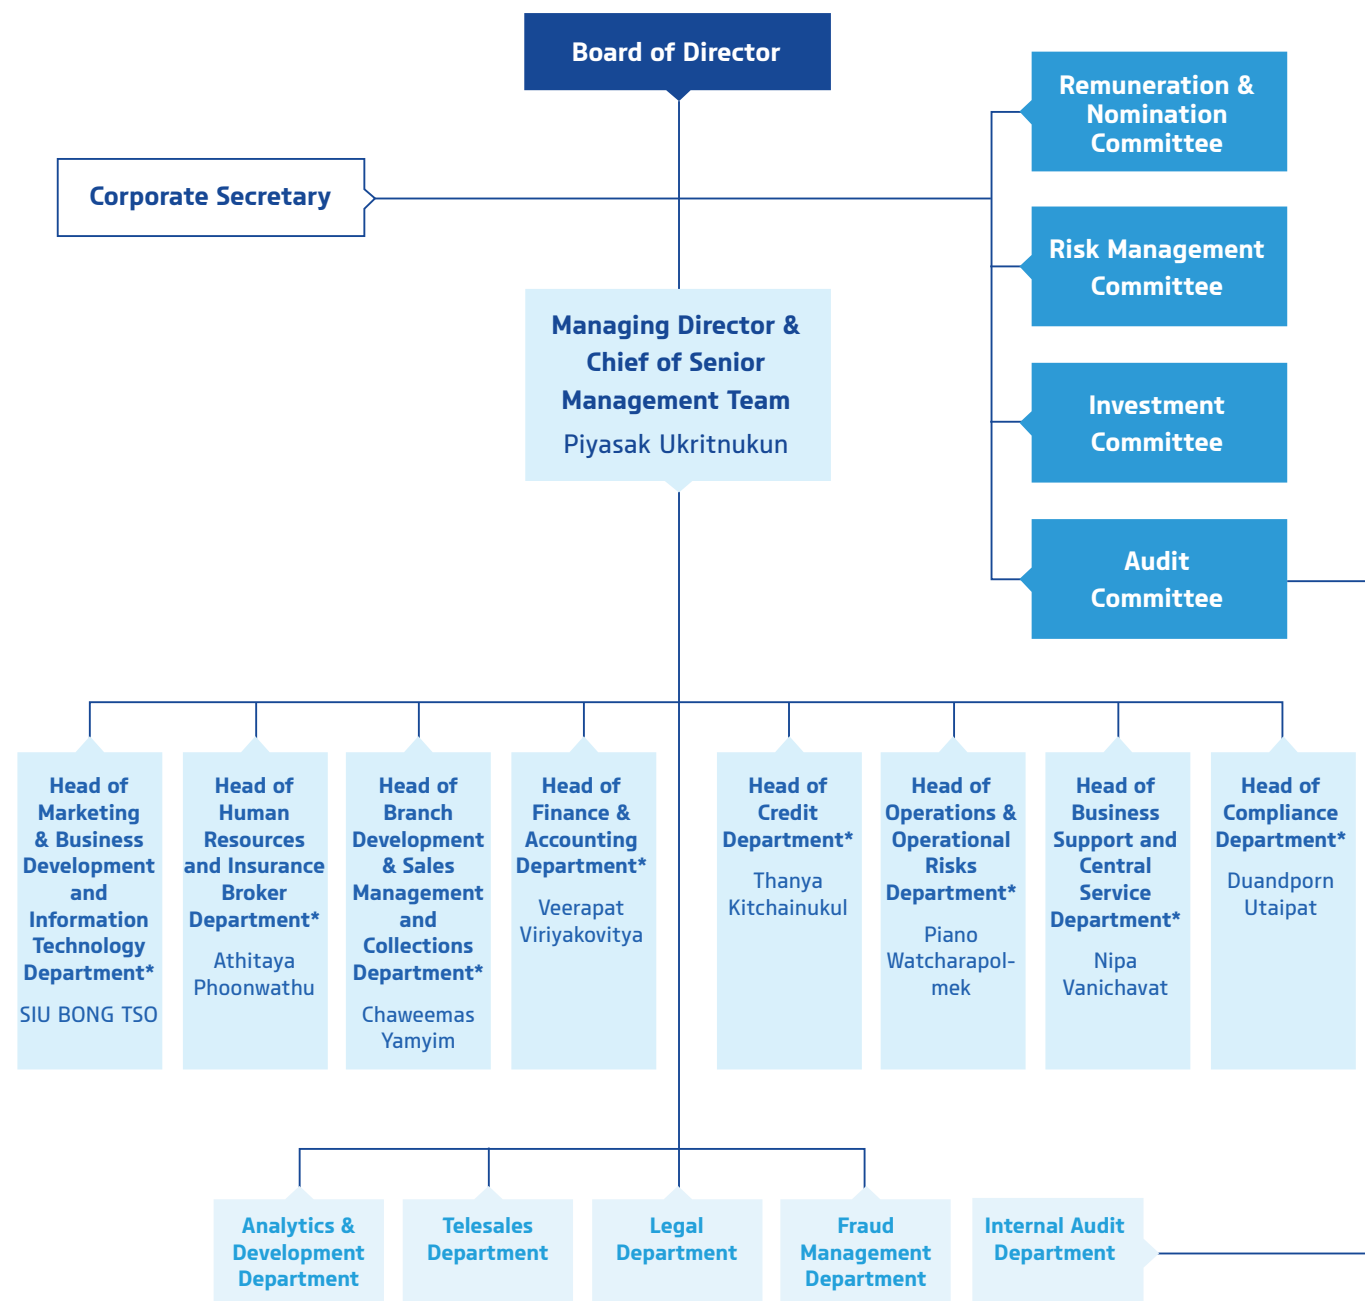 Board of Director
Remuneration &
Nomination
Committee
Corporate Secretary
Risk Management
Committee
Managing Director &
Chief of Senior
Management Team
Piyasak Ukritnukun
Investment
Committee
Audit
Committee
Head of
Marketing
& Business
Development
and
Information
Technology
Department*
SIU BONG TSO
Head of
Human
Resources
and Insurance
Broker
Department*
Athitaya
Phoonwathu
Head of
Branch
Development
& Sales
Management
and
Collections
Department*
Chaweemas
Yamyim
Head of
Finance &
Accounting
Department*
Veerapat
Viriyakovitya
Head of
Credit
Department*
Thanya
Kitchainukul
Head of
Operations &
Operational
Risks
Department*
Piano
Watcharapol-
mek
Head of
Business
Support and
Central
Service
Department*
Nipa
Vanichavat
Head of
Compliance
Department*
Duandporn
Utaipat
Analytics &
Development
Department
Telesales
Department
Legal
Department
Fraud
Management
Department
Internal Audit
Department